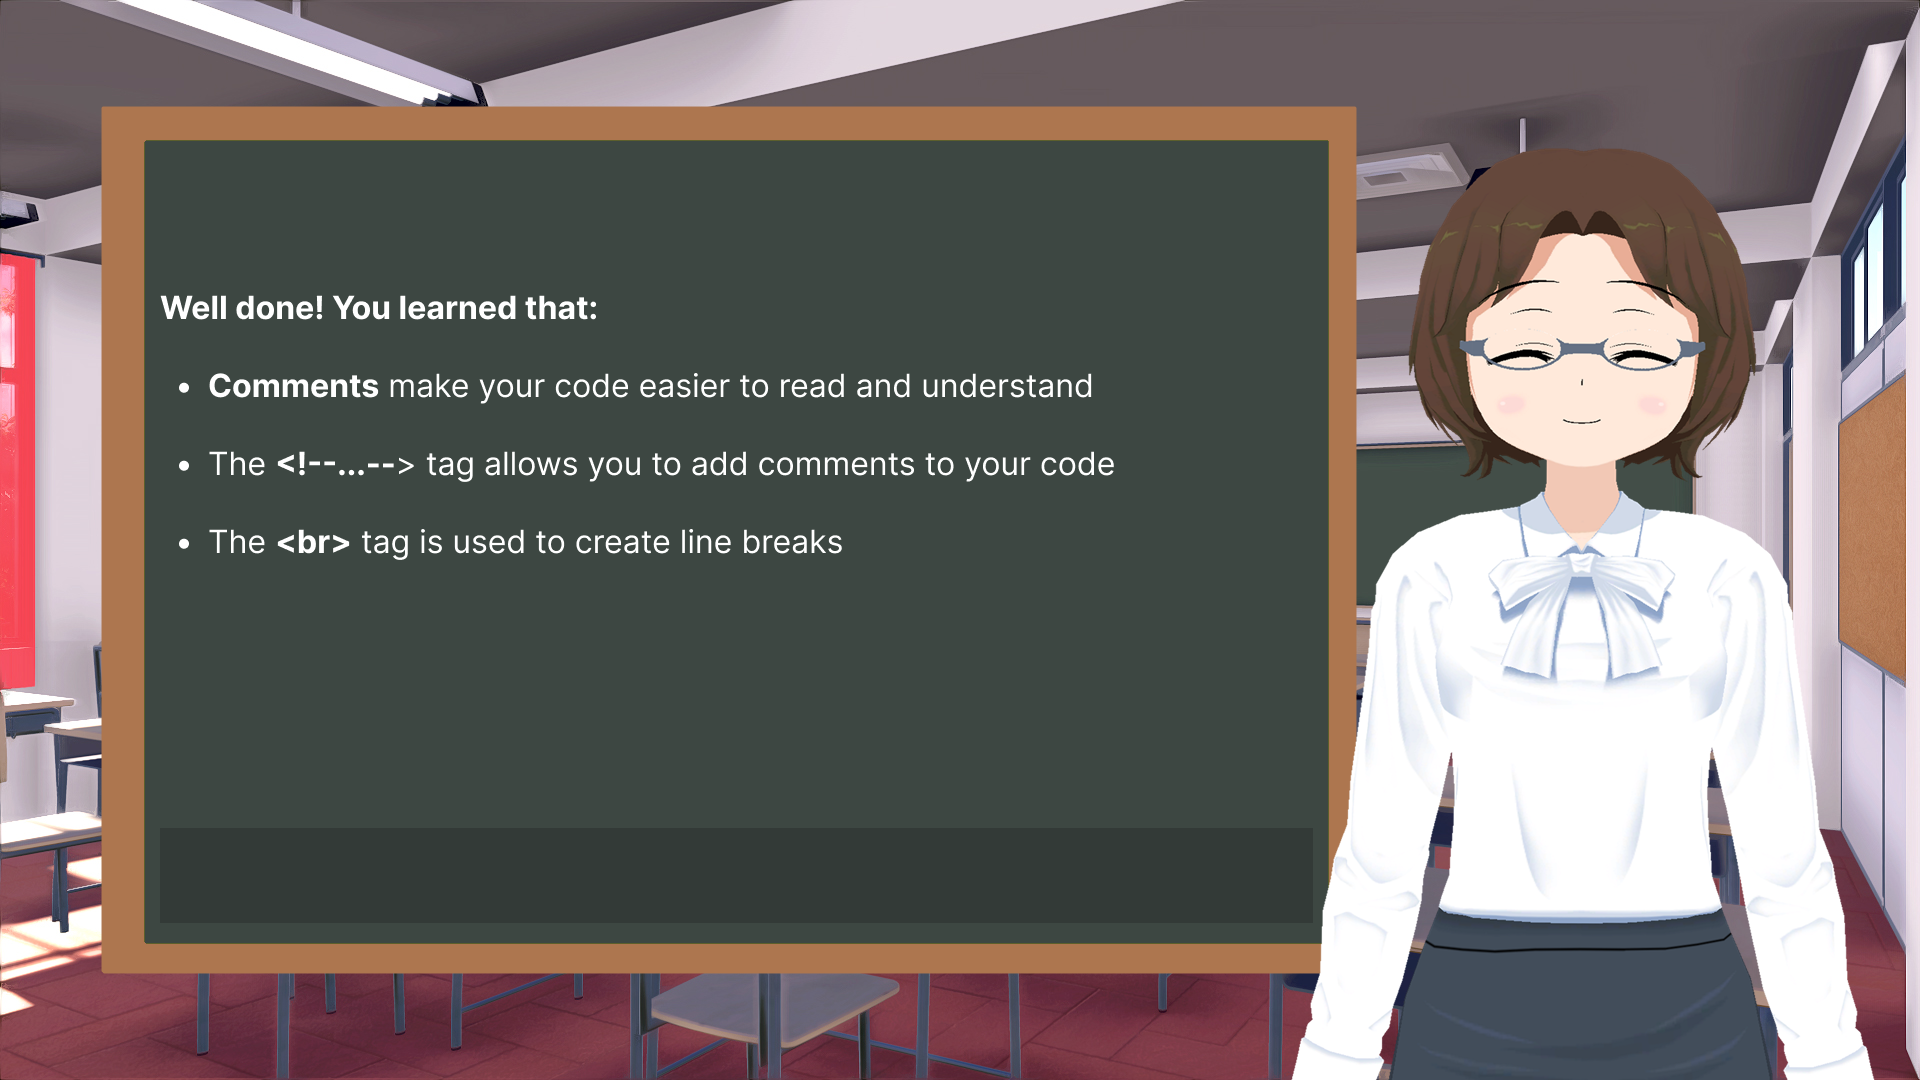 Well done! You learned that:
• Comments make your code easier to read and understand
• The <!--...--> tag allows you to add comments to your code
• The <br> tag is used to create line breaks